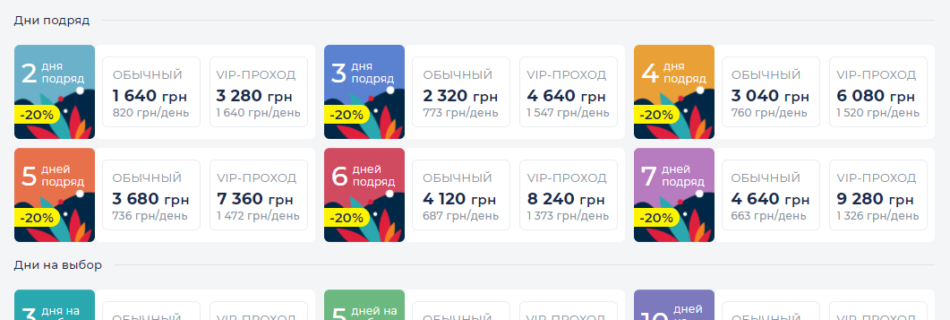 Дни подряд
2 дня подряд
-20%
ОБЫЧНЫЙ
1 640 грн
820 грн/день
VIP-ПРОХОД
3 280 грн
1 640 грн/день
3 дня подряд
-20%
ОБЫЧНЫЙ
2 320 грн
773 грн/день
VIP-ПРОХОД
4 640 грн
1 547 грн/день
4 дня подряд
-20%
ОБЫЧНЫЙ
3 040 грн
760 грн/день
VIP-ПРОХОД
6 080 грн
1 520 грн/день
5 дней подряд
-20%
ОБЫЧНЫЙ
3 680 грн
736 грн/день
VIP-ПРОХОД
7 360 грн
1 472 грн/день
6 дней подряд
-20%
ОБЫЧНЫЙ
4 120 грн
687 грн/день
VIP-ПРОХОД
8 240 грн
1 373 грн/день
7 дней подряд
-20%
ОБЫЧНЫЙ
4 640 грн
663 грн/день
VIP-ПРОХОД
9 280 грн
1 326 грн/день
Дни на выбор
3 дня на
ОБЫЧНЫЙ
VIP-ПРОХОД
5 дней на
ОБЫЧНЫЙ
VIP-ПРОХОД
10 дней
ОБЫЧНЫЙ
VIP-ПРОХОД